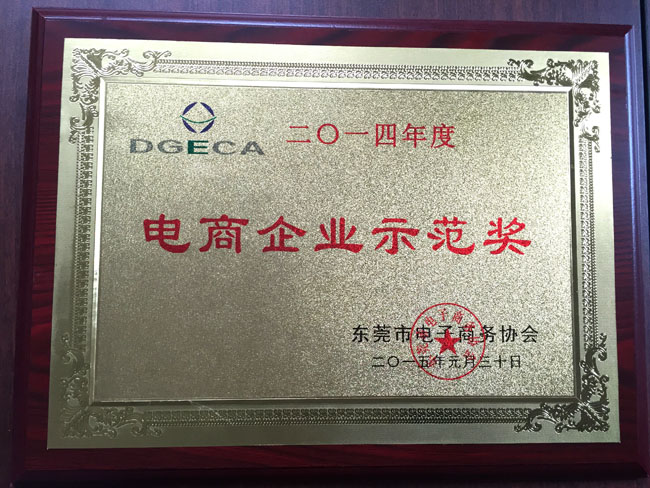 DGECA
二〇一四年度
电商企业示范奖
东莞市电子商务协会
二〇一五年元月三十日